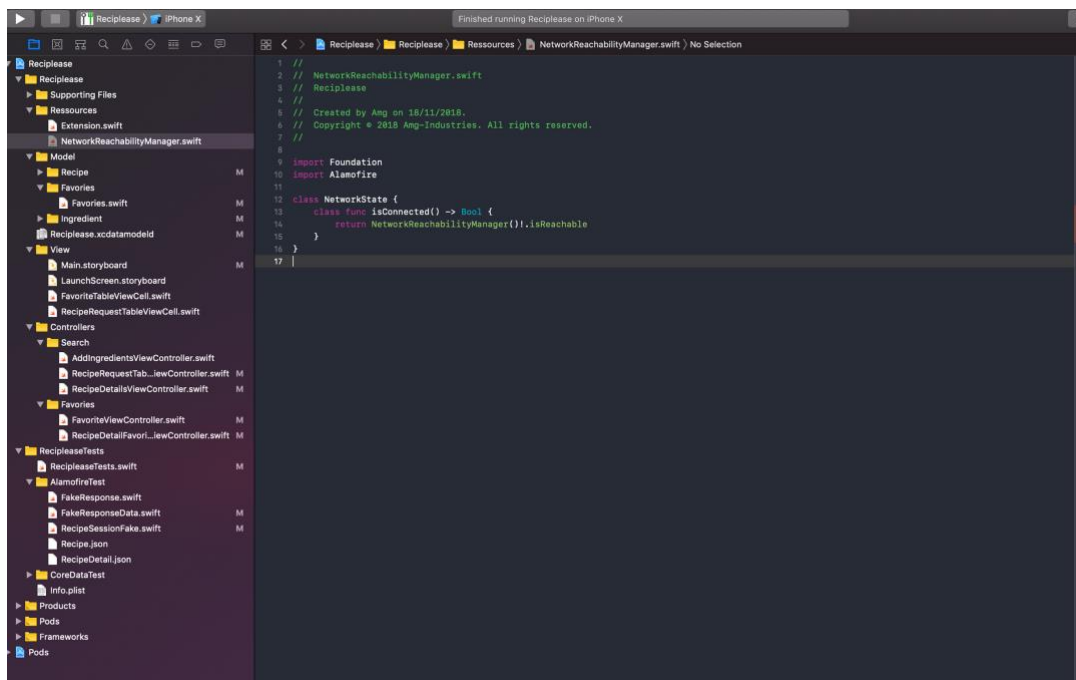 Reciplease 〉 iPhone X
Finished running Reciplease on iPhone X
Reciplease 〉 Reciplease 〉 Ressources 〉 NetworkReachabilityManager.swift 〉 No Selection
Reciplease
Reciplease
Supporting Files
Ressources
Extension.swift
NetworkReachabilityManager.swift
Model
Recipe M
Favories
Favories.swift M
Ingredient M
Reciplease.xcdatamodeld M
View
Main.storyboard M
LaunchScreen.storyboard
FavoriteTableViewCell.swift
RecipeRequestTableViewCell.swift
Controllers
Search
AddIngredientsViewController.swift
RecipeRequestTab...iewController.swift M
RecipeDetailsViewController.swift M
Favories
FavoriteViewController.swift M
RecipeDetailFavori...iewController.swift M
RecipleaseTests
RecipleaseTests.swift M
AlamofireTest
FakeResponse.swift
FakeResponseData.swift M
RecipeSessionFake.swift M
Recipe.json
RecipeDetail.json
CoreDataTest
Info.plist
Products
Pods
Frameworks
Pods
1 //
2 // NetworkReachabilityManager.swift
3 // Reciplease
4 //
5 // Created by Amg on 18/11/2018.
6 // Copyright © 2018 Amg-Industries. All rights reserved.
7 //
8
9 import Foundation
10 import Alamofire
11
12 class NetworkState {
13 class func isConnected() -> Bool {
14 return NetworkReachabilityManager()!.isReachable
15 }
16 }
17